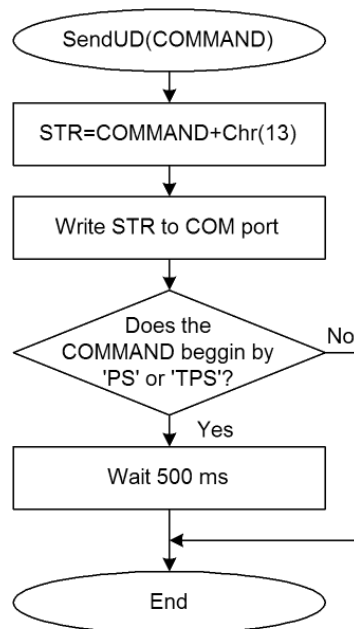 SendUD(COMMAND)
STR=COMMAND+Chr(13)
Write STR to COM port
Does the
COMMAND beggin by
'PS' or 'TPS'?
No
Yes
Wait 500 ms
End